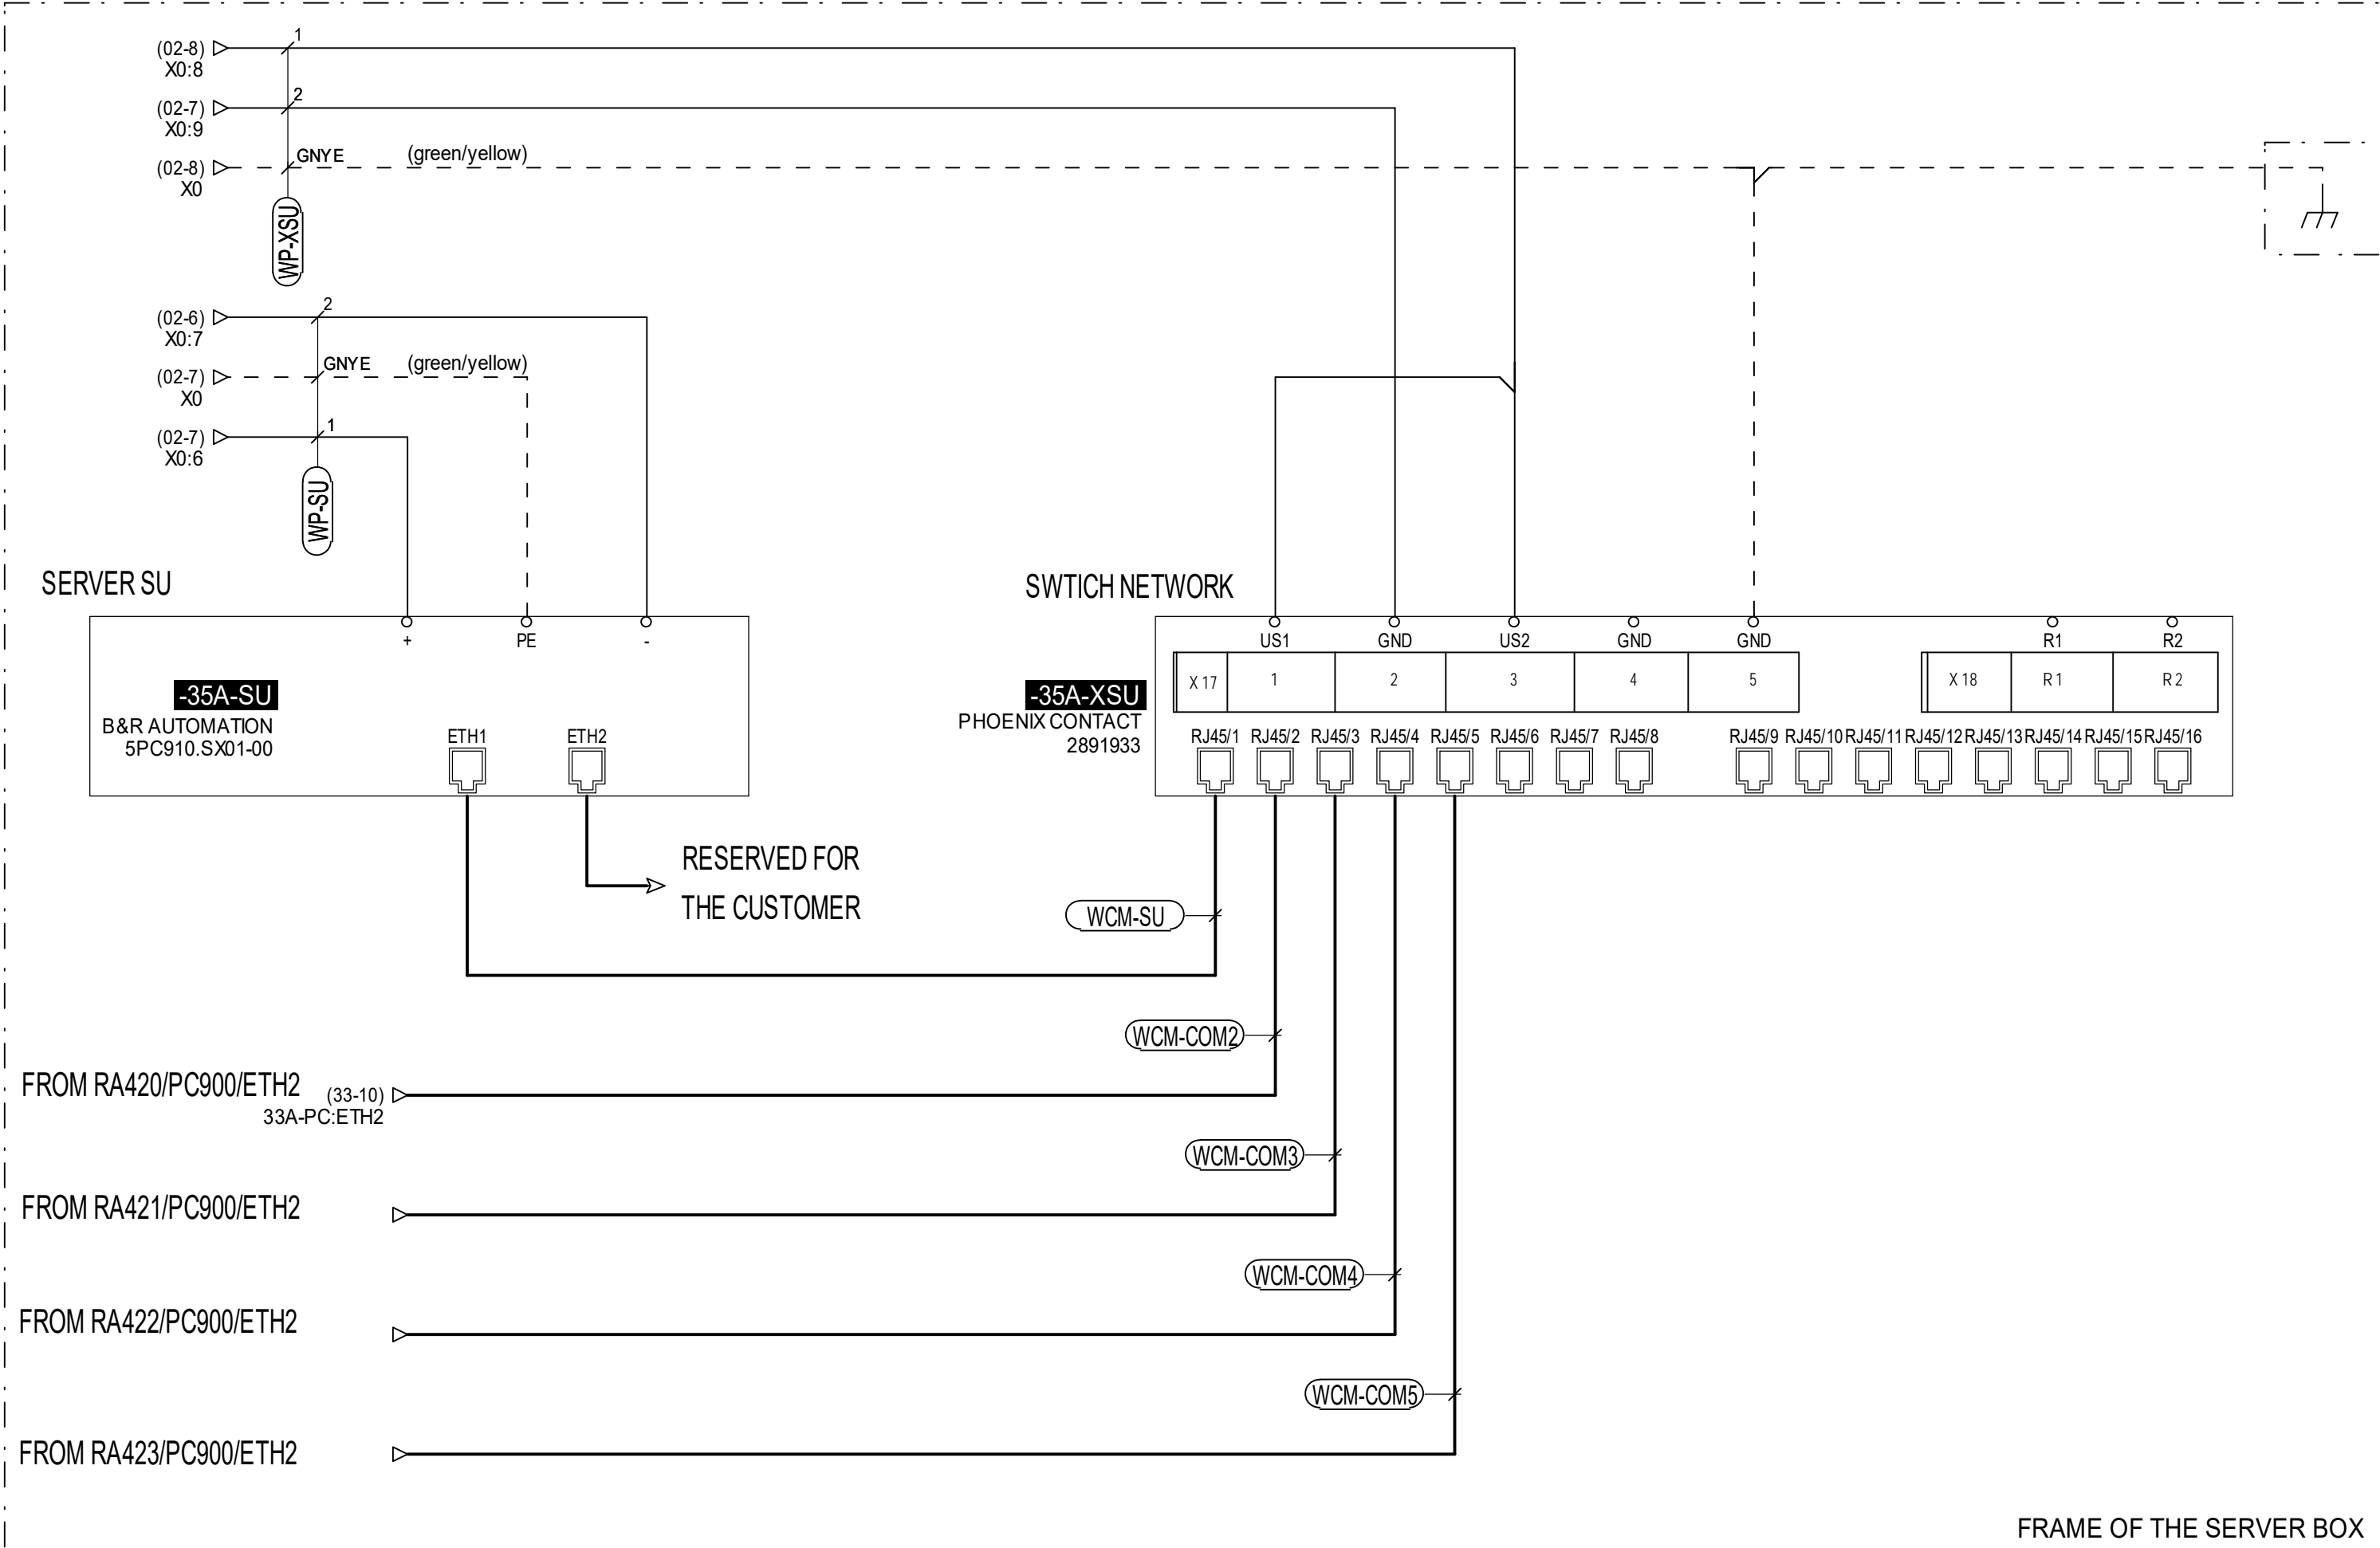 1
(02-8)
X0:8
2
(02-7)
X0:9
GNYE (green/yellow)
(02-8)
X0
WP-XSU
2
(02-6)
X0:7
GNYE (green/yellow)
(02-7)
X0
1
(02-7)
X0:6
WP-SU
SERVER SU
+ PE -
-35A-SU
B&R AUTOMATION
5PC910.SX01-00
ETH1 ETH2
RESERVED FOR
THE CUSTOMER
SWTICH NETWORK
US1 GND US2 GND GND R1 R2
X 17 1 2 3 4 5 X 18 R 1 R 2
-35A-XSU
PHOENIX CONTACT
2891933
RJ45/1 RJ45/2 RJ45/3 RJ45/4 RJ45/5 RJ45/6 RJ45/7 RJ45/8 RJ45/9 RJ45/10 RJ45/11 RJ45/12 RJ45/13 RJ45/14 RJ45/15 RJ45/16
WCM-SU
WCM-COM2
FROM RA420/PC900/ETH2 (33-10)
33A-PC:ETH2
WCM-COM3
FROM RA421/PC900/ETH2
WCM-COM4
FROM RA422/PC900/ETH2
WCM-COM5
FROM RA423/PC900/ETH2
FRAME OF THE SERVER BOX